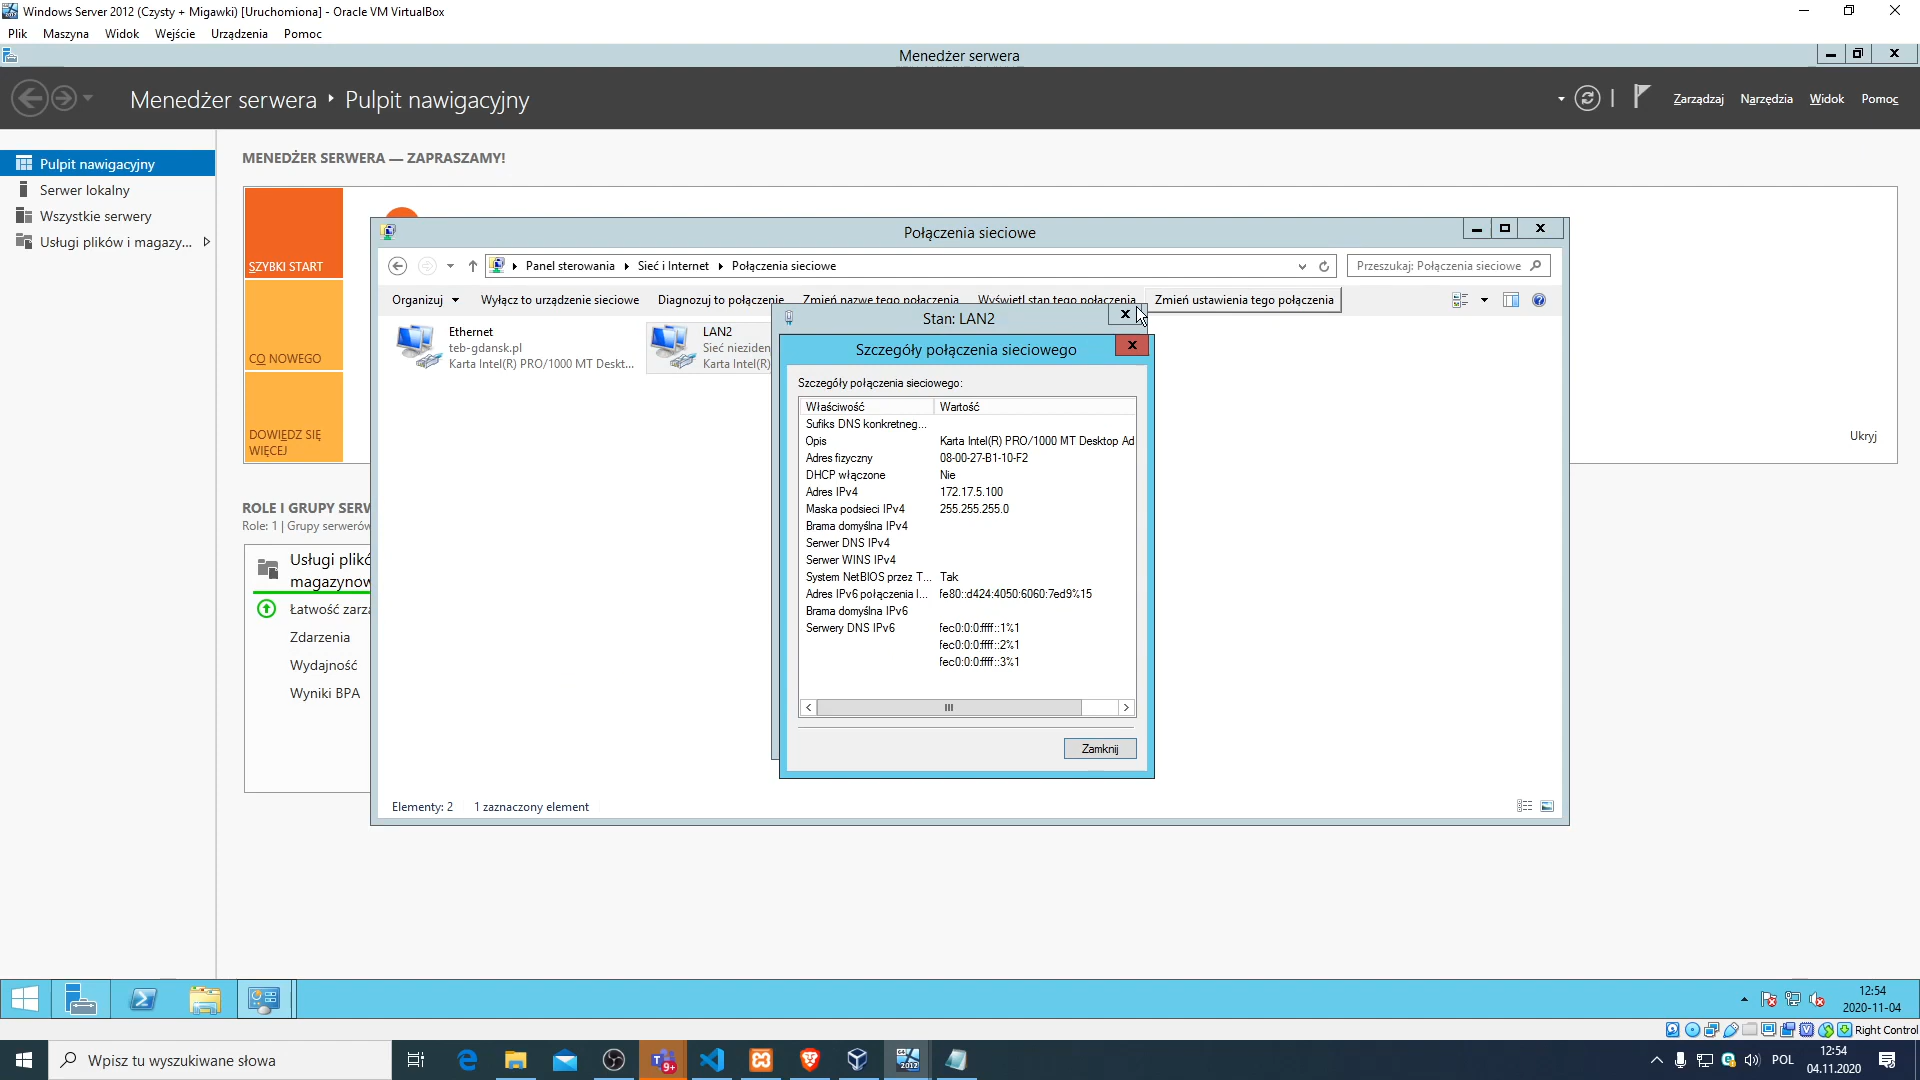 Windows Server 2012 (Czysty + Migawki) [Uruchomiona] - Oracle VM VirtualBox
Plik Maszyna Widok Wejście Urządzenia Pomoc
Menedżer serwera
Menedżer serwera Pulpit nawigacyjny
Zarządzaj Narzędzia Widok Pomoc
Pulpit nawigacyjny
Serwer lokalny
Wszystkie serwery
Usługi plików i magazy...
MENEDŻER SERWERA — ZAPRASZAMY!
SZYBKI START
CO NOWEGO
DOWIEDZ SIĘ
WIĘCEJ
Ukryj
ROLE I GRUPY SERW
Role: 1 | Grupy serwerów
Usługi plikó
magazynow
Łatwość zarza
Zdarzenia
Wydajność
Wyniki BPA
Połączenia sieciowe
Panel sterowania Sieć i Internet Połączenia sieciowe
Przeszukaj: Połączenia sieciowe
Organizuj Wyłącz to urządzenie sieciowe Diagnozuj to połączenie Zmień nazwę tego połączenia Wyświetl stan tego połączenia Zmień ustawienia tego połączenia
Ethernet
teb-gdansk.pl
Karta Intel(R) PRO/1000 MT Deskt...
LAN2
Sieć nieziden
Karta Intel(R)
Elementy: 2 1 zaznaczony element
Stan: LAN2
Szczegóły połączenia sieciowego
Szczegóły połączenia sieciowego:
Właściwość Wartość
Sufiks DNS konkretneg...
Opis Karta Intel(R) PRO/1000 MT Desktop Ad
Adres fizyczny 08-00-27-B1-10-F2
DHCP włączone Nie
Adres IPv4 172.17.5.100
Maska podsieci IPv4 255.255.255.0
Brama domyślna IPv4
Serwer DNS IPv4
Serwer WINS IPv4
System NetBIOS przez T... Tak
Adres IPv6 połączenia l... fe80::d424:4050:6060:7ed9%15
Brama domyślna IPv6
Serwery DNS IPv6 fec0:0:0:ffff::1%1
fec0:0:0:ffff::2%1
fec0:0:0:ffff::3%1
Zamknij
12:54
2020-11-04
Right Control
Wpisz tu wyszukiwane słowa
9+
2012
POL
12:54
04.11.2020